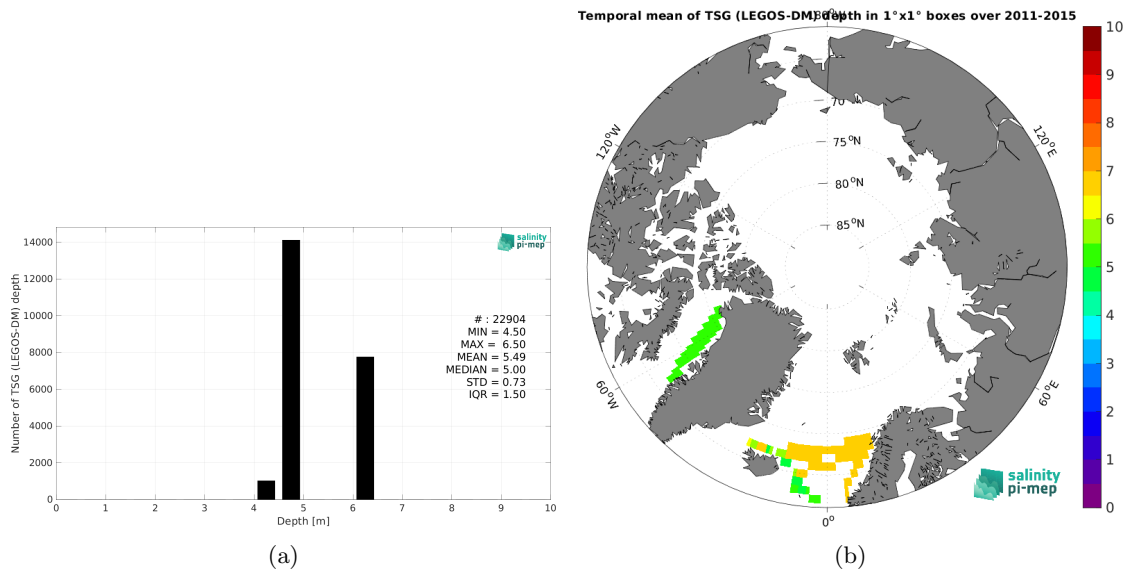 14000
12000
10000
8000
6000
4000
2000
0
Number of TSG (LEGOS-DM) depth
0 1 2 3 4 5 6 7 8 9 10
Depth [m]
salinity
pi-mep
# : 22904
MIN = 4.50
MAX = 6.50
MEAN = 5.49
MEDIAN = 5.00
STD = 0.73
IQR = 1.50
(a)
Temporal mean of TSG (LEGOS-DM) depth in 1°x1° boxes over 2011-2015
180°W
70
75°N
80°N
85°N
120°W
120°E
60°W
60°E
0°
10
9
8
7
6
5
4
3
2
1
0
salinity
pi-mep
(b)